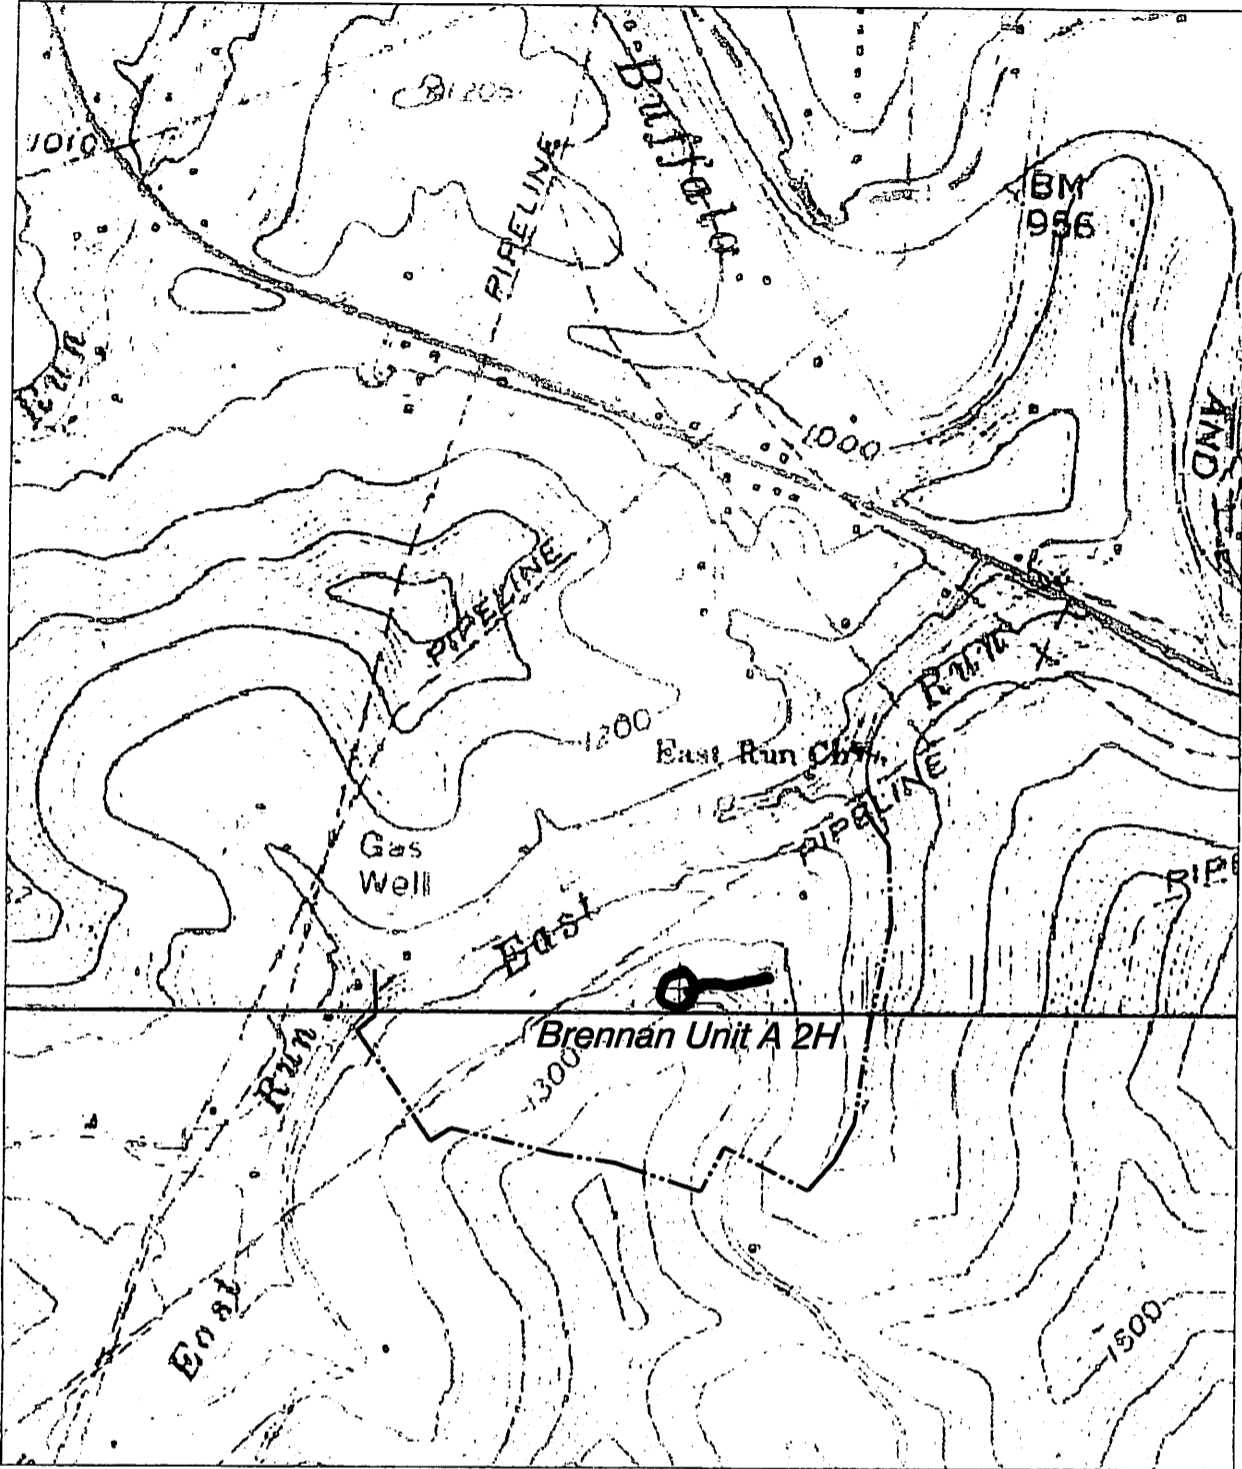 Buffalo
1205
1010
PIPELINE
BM
956
Run
AND
1000
PIPELINE
Run
1200
East Run Ch
PIPELINE
Gas
Well
East
Brennan Unit A 2H
1300
Run
East
1500